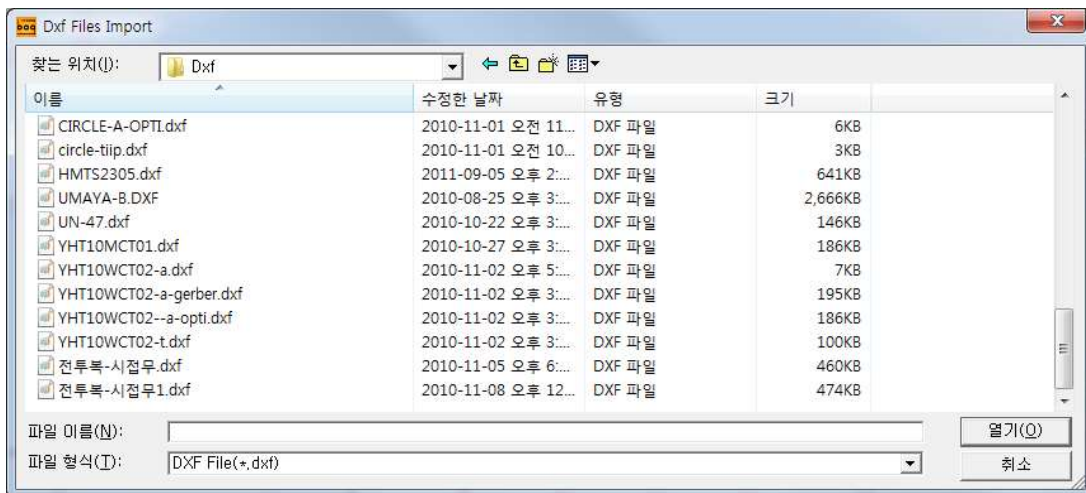 Dxf Files Import
찾는 위치(I): Dxf
이름 수정한 날짜 유형 크기
CIRCLE-A-OPTI.dxf 2010-11-01 오전 11... DXF 파일 6KB
circle-tiip.dxf 2010-11-01 오전 10... DXF 파일 3KB
HMTS2305.dxf 2011-09-05 오후 2:... DXF 파일 641KB
UMAYA-B.DXF 2010-08-25 오후 3:... DXF 파일 2,666KB
UN-47.dxf 2010-10-22 오후 3:... DXF 파일 146KB
YHT10MCT01.dxf 2010-10-27 오후 3:... DXF 파일 186KB
YHT10WCT02-a.dxf 2010-11-02 오후 5:... DXF 파일 7KB
YHT10WCT02-a-gerber.dxf 2010-11-02 오후 3:... DXF 파일 195KB
YHT10WCT02--a-opti.dxf 2010-11-02 오후 3:... DXF 파일 186KB
YHT10WCT02-t.dxf 2010-11-02 오후 3:... DXF 파일 100KB
전투복-시접무.dxf 2010-11-05 오후 6:... DXF 파일 460KB
전투복-시접무1.dxf 2010-11-08 오후 12... DXF 파일 474KB
파일 이름(N): 열기(O)
파일 형식(T): DXF File(*.dxf) 취소